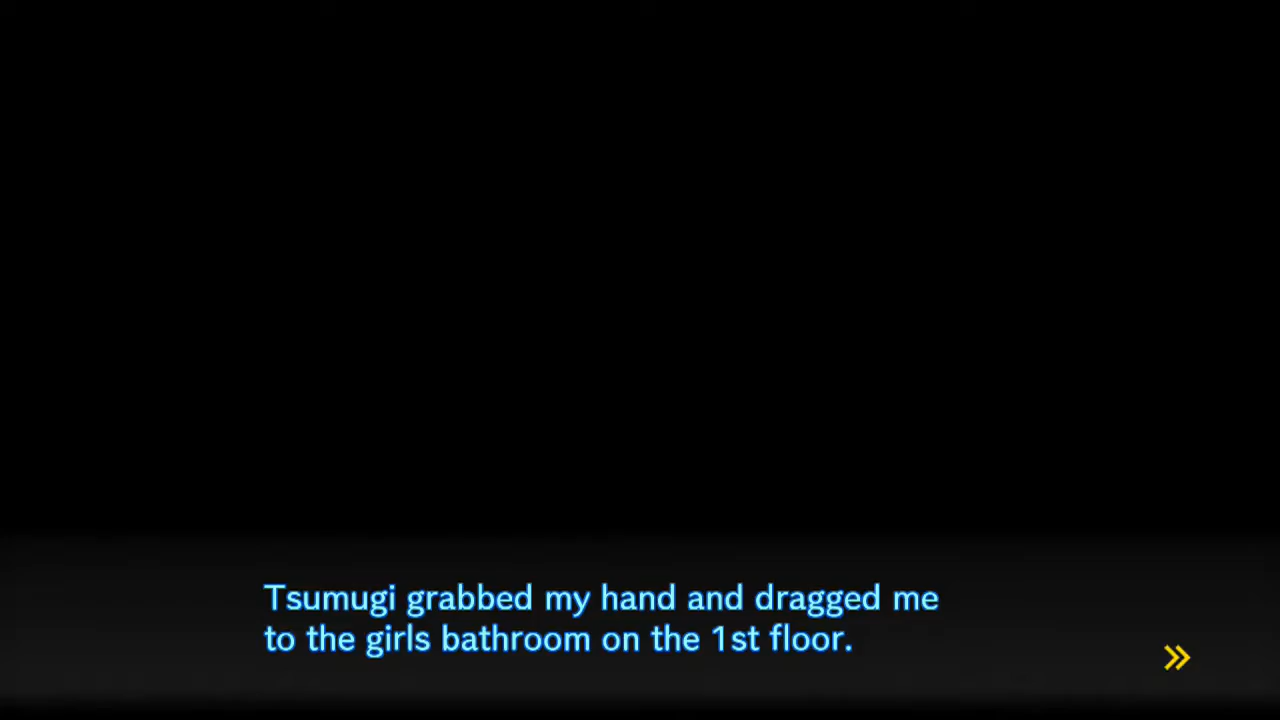 Tsumugi grabbed my hand and dragged me
to the girls bathroom on the 1st floor.